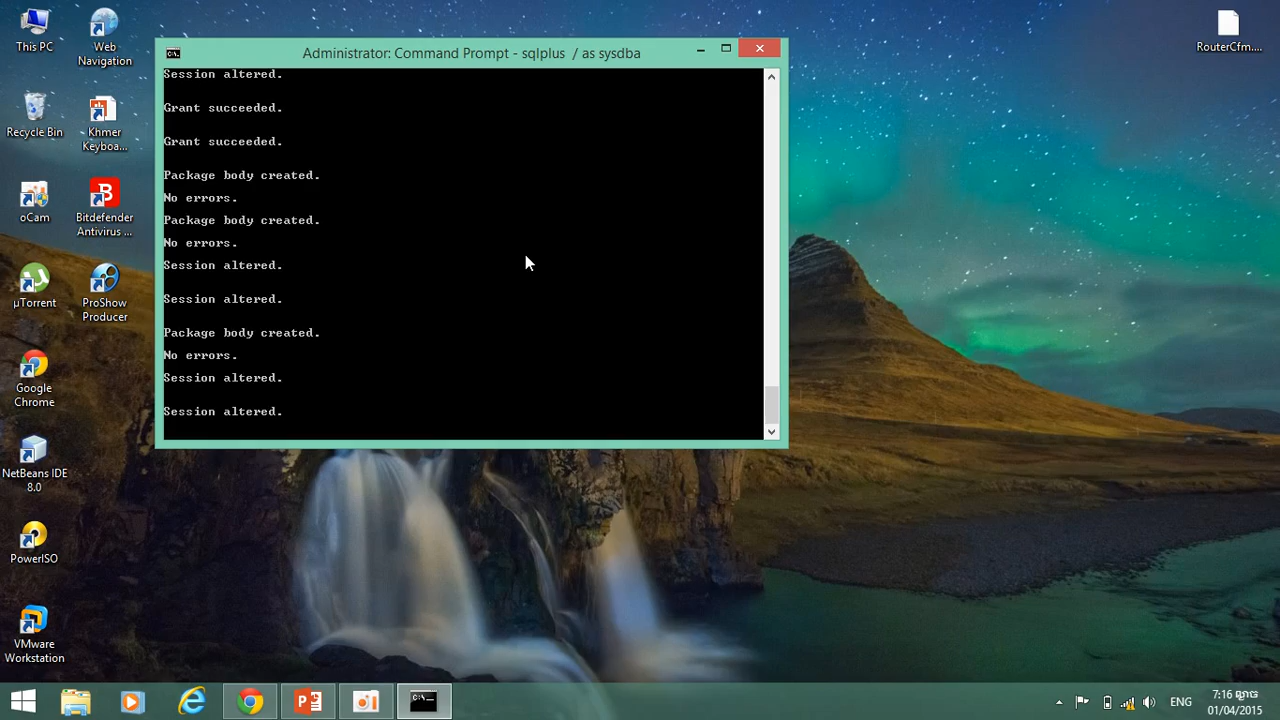 This PC
Web
Navigation
Recycle Bin
Khmer
Keyboa...
oCam
Bitdefender
Antivirus ...
µTorrent
ProShow
Producer
Google
Chrome
NetBeans IDE
8.0
PowerISO
VMware
Workstation
RouterCfm....
Administrator: Command Prompt - sqlplus / as sysdba
Session altered.
Grant succeeded.
Grant succeeded.
Package body created.
No errors.
Package body created.
No errors.
Session altered.
Session altered.
Package body created.
No errors.
Session altered.
Session altered.
ENG
7:16
01/04/2015